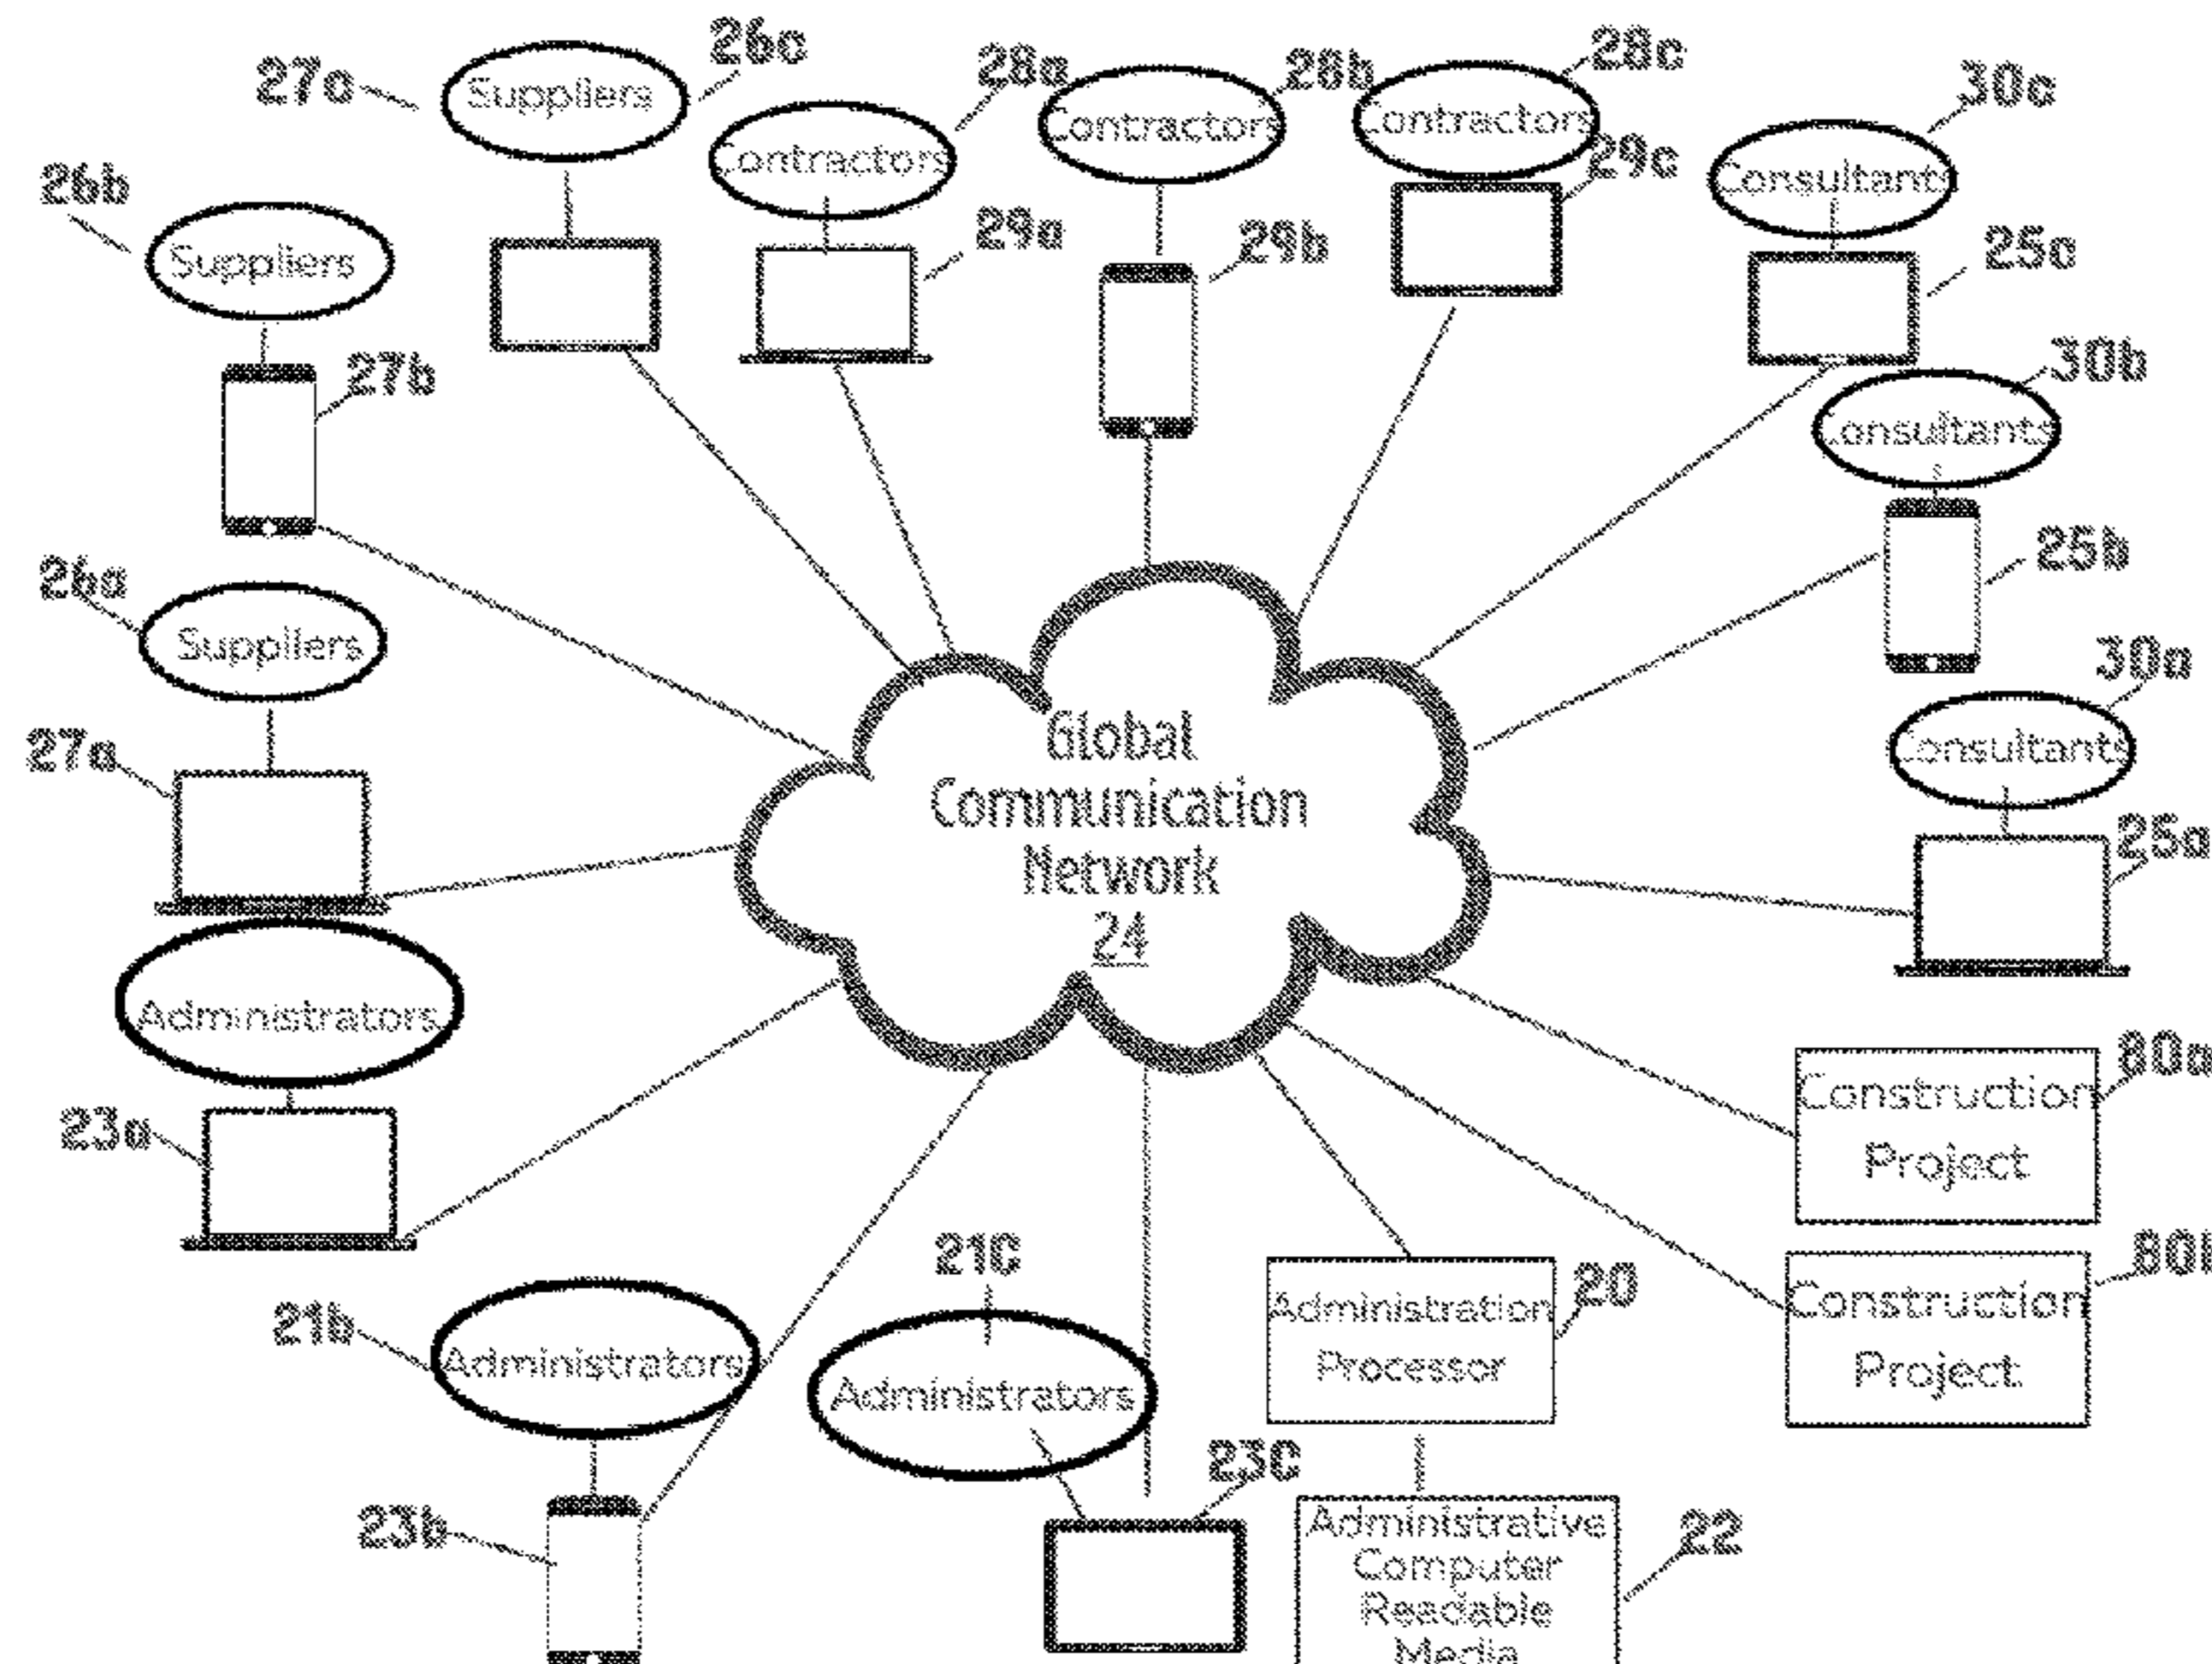 27c
Suppliers
26c
28a
Contractors
28b
Contractors
28c
Contractors
30c
Consultants
26b
Suppliers
29a
29b
29c
25c
27b
30b
Consultants
26a
Suppliers
25b
30a
Consultants
27a
25a
Global
Communication
Network
24
Administrators
23a
80a
Construction
Project
80b
Construction
Project
21b
Administrators
21C
Administrators
20
Administration
Processor
23b
23C
22
Administrative
Computer
Readable
Media